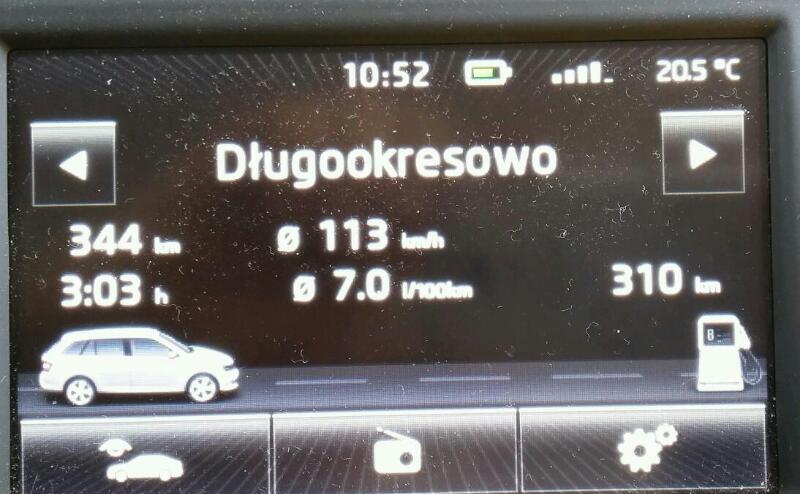 10:52 20.5 °C
Długookresowo
344 km ø 113 km/h
3:03 h ø 7.0 l/100km 310 km